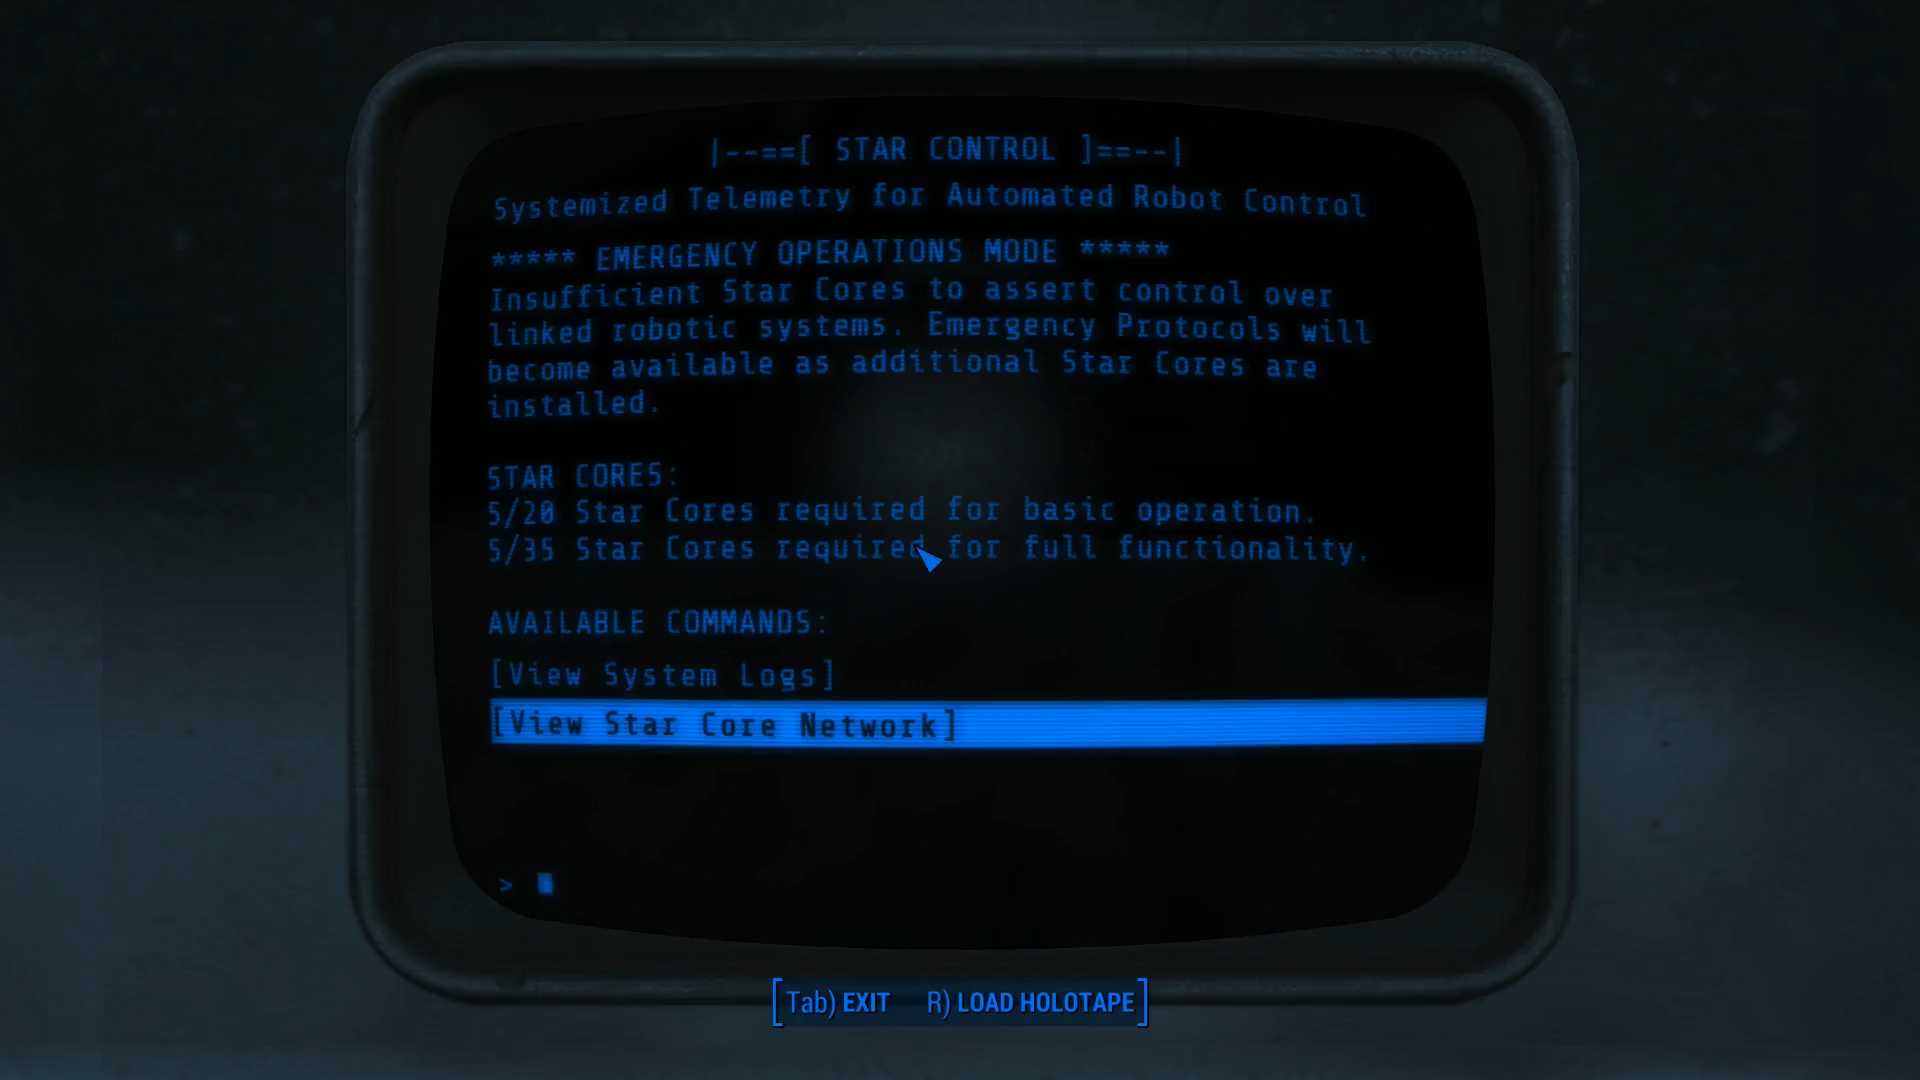 |--==[ STAR CONTROL ]==--|
Systemized Telemetry for Automated Robot Control
***** EMERGENCY OPERATIONS MODE *****
Insufficient Star Cores to assert control over
linked robotic systems. Emergency Protocols will
become available as additional Star Cores are
installed.
STAR CORES:
5/20 Star Cores required for basic operation.
5/35 Star Cores required for full functionality.
AVAILABLE COMMANDS:
[View System Logs]
[View Star Core Network]
>
[Tab) EXIT R) LOAD HOLOTAPE]